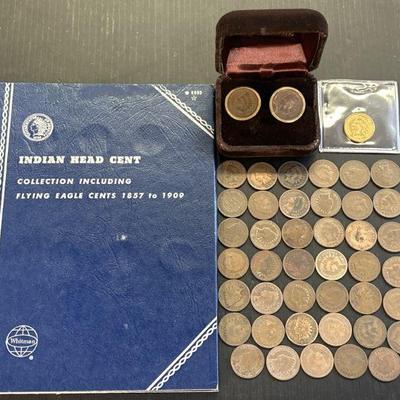 INDIAN HEAD CENT
COLLECTION INCLUDING
FLYING EAGLE CENTS 1857 to 1909
Whitman